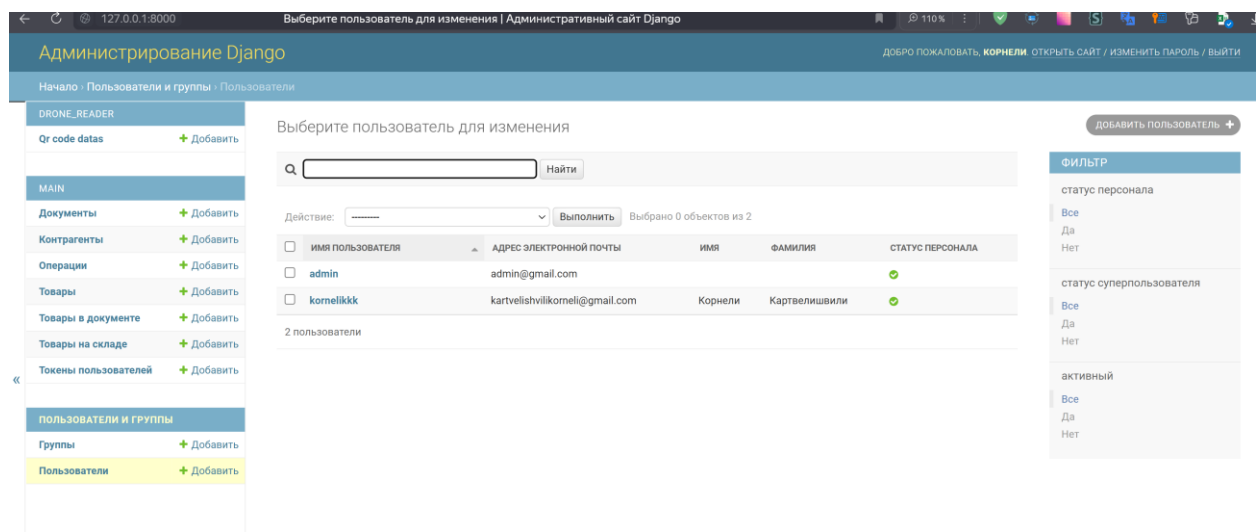 127.0.0.1:8000 Выберите пользователь для изменения | Административный сайт Django 110%
Администрирование Django
ДОБРО ПОЖАЛОВАТЬ, КОРНЕЛИ. ОТКРЫТЬ САЙТ / ИЗМЕНИТЬ ПАРОЛЬ / ВЫЙТИ
Начало › Пользователи и группы › Пользователи
DRONE_READER
Qr code datas + Добавить
MAIN
Документы + Добавить
Контрагенты + Добавить
Операции + Добавить
Товары + Добавить
Товары в документе + Добавить
Товары на складе + Добавить
Токены пользователей + Добавить
«
ПОЛЬЗОВАТЕЛИ И ГРУППЫ
Группы + Добавить
Пользователи + Добавить
Выберите пользователь для изменения
ДОБАВИТЬ ПОЛЬЗОВАТЕЛЬ +
Найти
Действие: --------- Выполнить Выбрано 0 объектов из 2
ИМЯ ПОЛЬЗОВАТЕЛЯ АДРЕС ЭЛЕКТРОННОЙ ПОЧТЫ ИМЯ ФАМИЛИЯ СТАТУС ПЕРСОНАЛА
admin admin@gmail.com
kornelikkk kartvelishvilikorneli@gmail.com Корнели Картвелишвили
2 пользователи
ФИЛЬТР
статус персонала
Все
Да
Нет
статус суперпользователя
Все
Да
Нет
активный
Все
Да
Нет